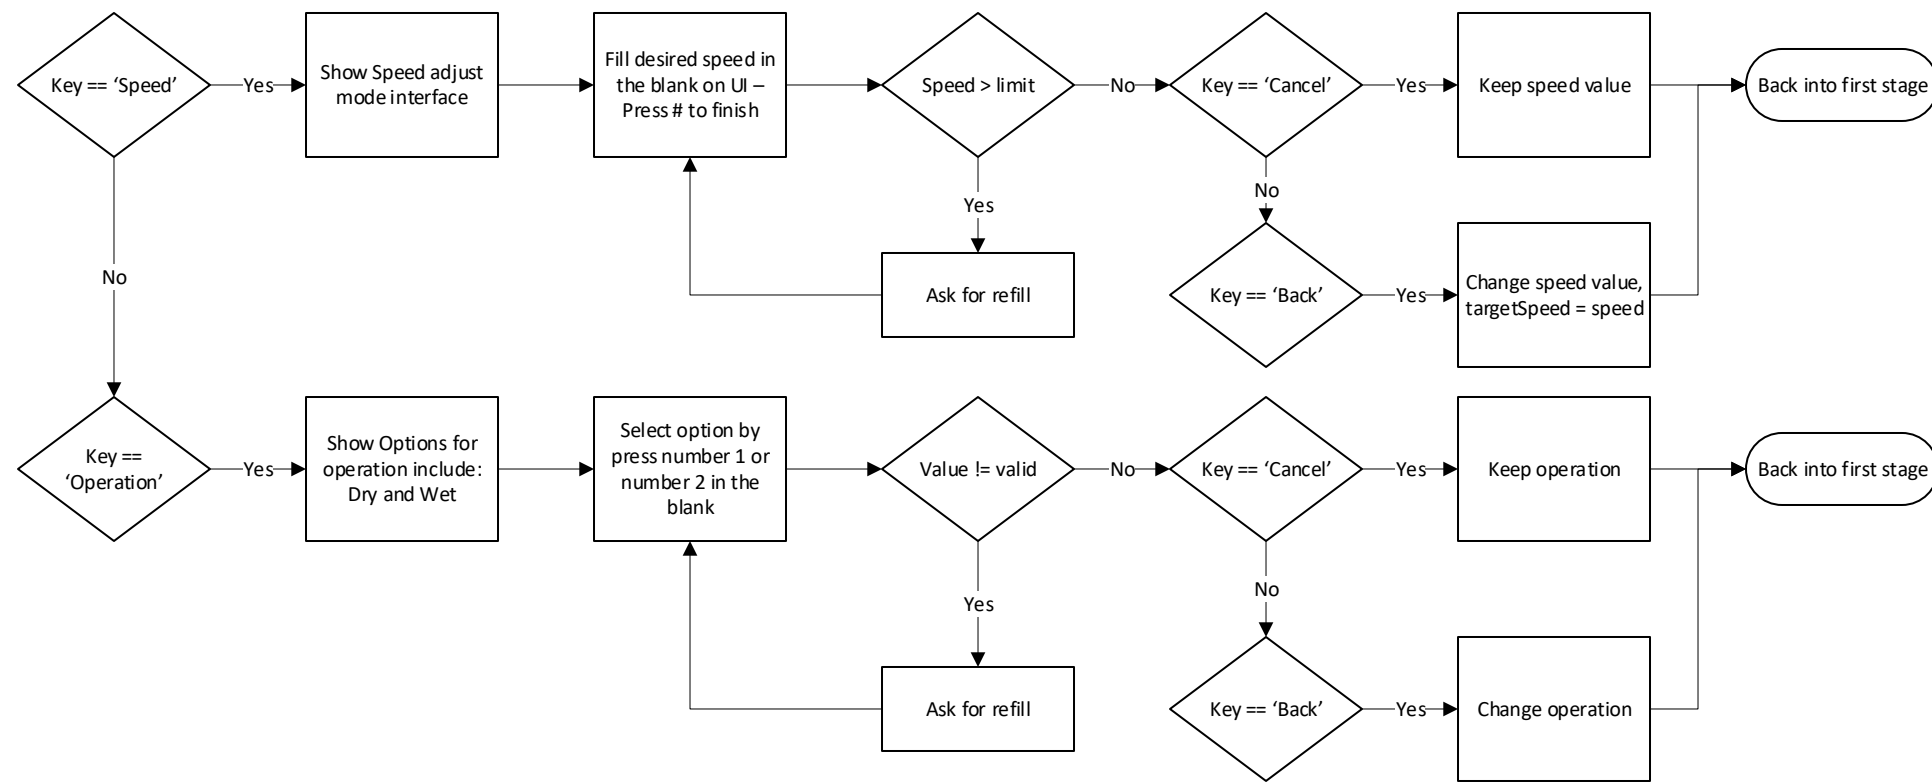 Key == ‘Speed’
Yes
Show Speed adjust
mode interface
Fill desired speed in
the blank on UI –
Press # to finish
Speed > limit
No
Key == ‘Cancel’
Yes
Keep speed value
Back into first stage
No
Yes
No
Ask for refill
Key == ‘Back’
Yes
Change speed value,
targetSpeed = speed
Key ==
‘Operation’
Yes
Show Options for
operation include:
Dry and Wet
Select option by
press number 1 or
number 2 in the
blank
Value != valid
No
Key == ‘Cancel’
Yes
Keep operation
Back into first stage
Yes
No
Ask for refill
Key == ‘Back’
Yes
Change operation